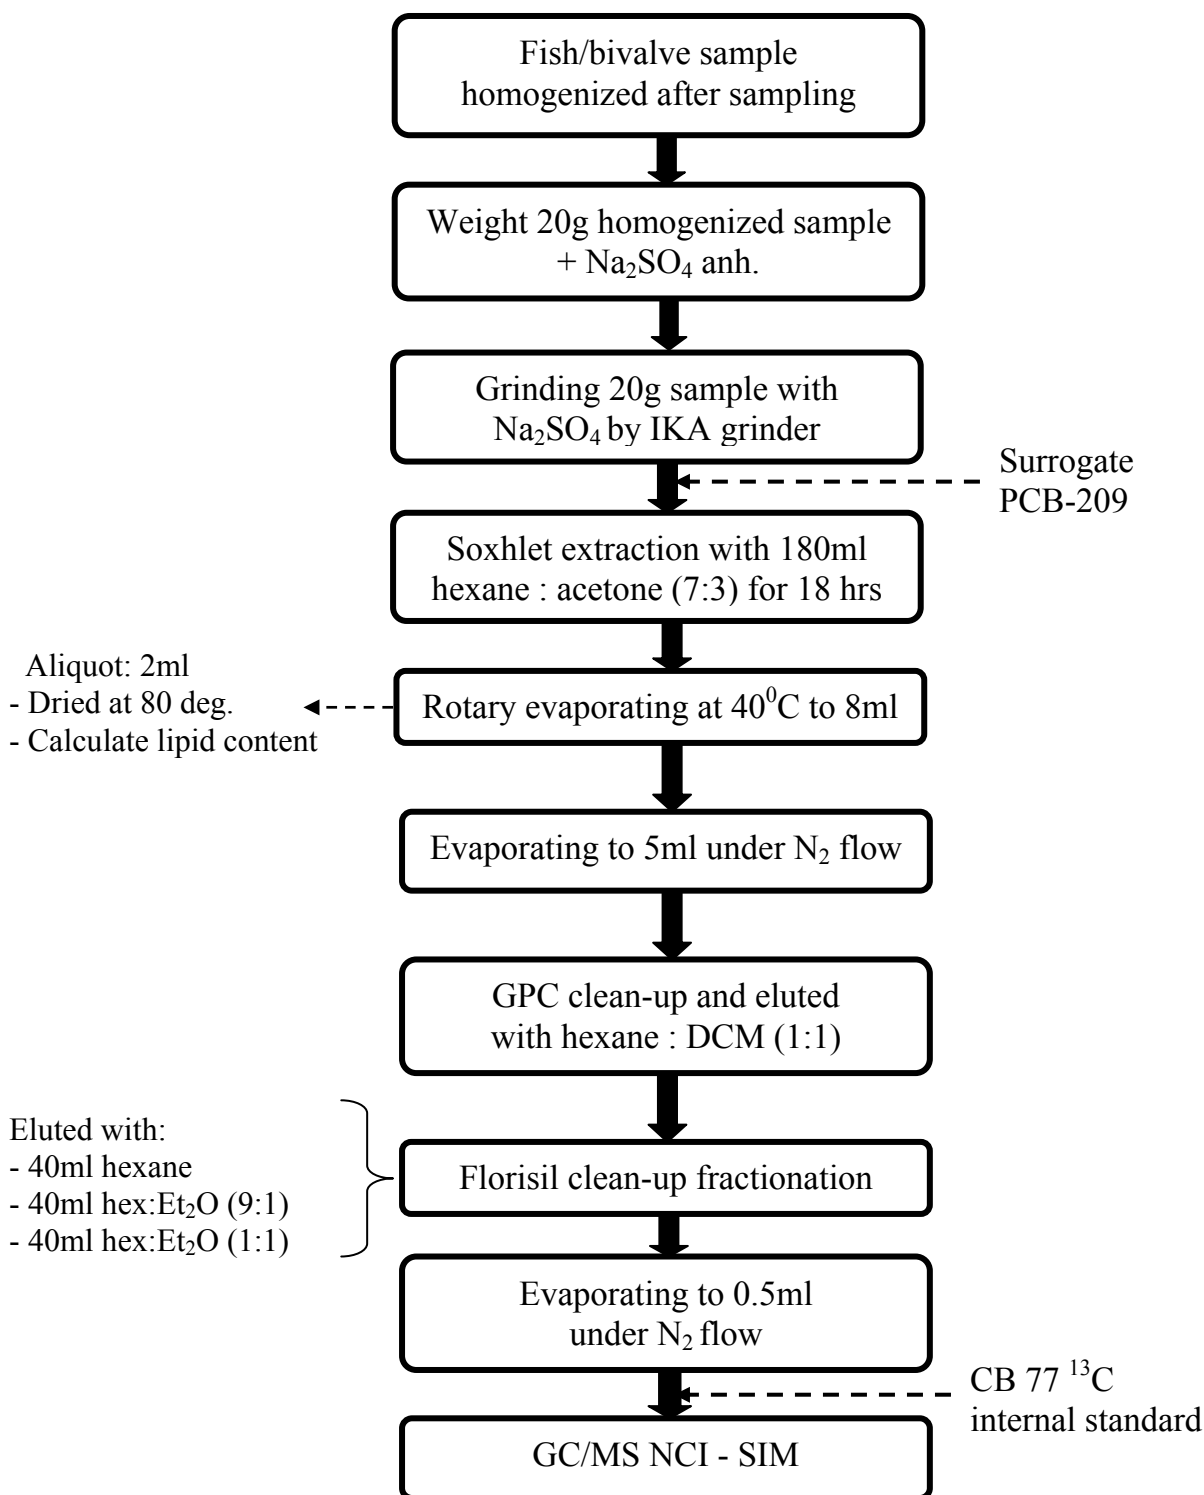 Fish/bivalve sample
homogenized after sampling
Weight 20g homogenized sample
+ Na₂SO₄ anh.
Grinding 20g sample with
Na₂SO₄ by IKA grinder
Surrogate
PCB-209
Soxhlet extraction with 180ml
hexane : acetone (7:3) for 18 hrs
Aliquot: 2ml
- Dried at 80 deg.
- Calculate lipid content
Rotary evaporating at 40⁰C to 8ml
Evaporating to 5ml under N₂ flow
GPC clean-up and eluted
with hexane : DCM (1:1)
Eluted with:
- 40ml hexane
- 40ml hex:Et₂O (9:1)
- 40ml hex:Et₂O (1:1)
Florisil clean-up fractionation
Evaporating to 0.5ml
under N₂ flow
CB 77 ¹³C
internal standard
GC/MS NCI - SIM